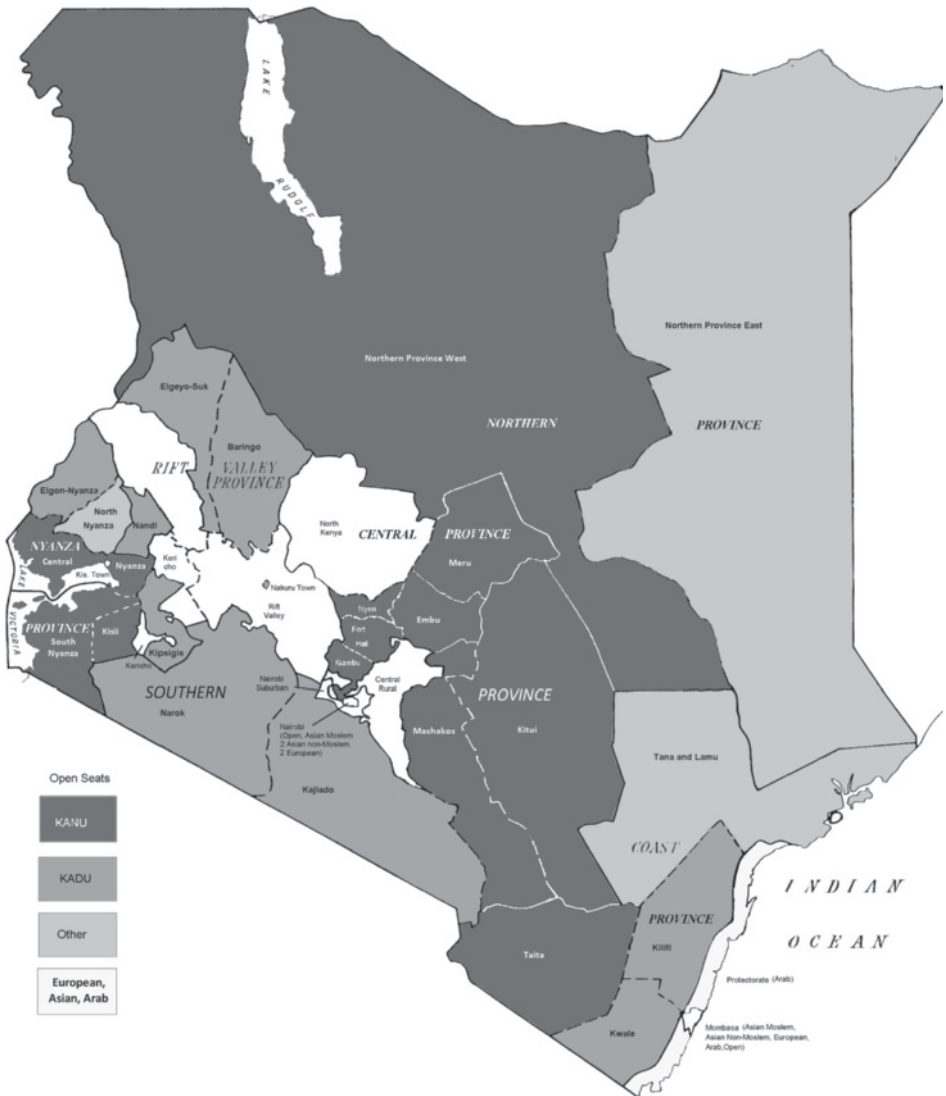 LAKE
RUDOLF
Northern Province East
Northern Province West
Elgeyo-Suk
NORTHERN
PROVINCE
Baringo
RIFT
VALLEY
PROVINCE
Elgon-Nyanza
North
Nyanza
Nandi
North
Kenya
CENTRAL
PROVINCE
Meru
NYANZA
Central
Nyanza
Keri
cho
LAKE
Kis. Town
Nakuru Town
Rift
Valley
Nyeri
Embu
VICTORIA
PROVINCE
South
Nyanza
Kisii
Fort
Hall
Kipsigis
Kericho
Kiambu
Nairobi
Suburban
Central
Rural
SOUTHERN
Narok
PROVINCE
Kitui
Nairobi
(Open, Asian Moslem
2 Asian non-Moslem,
2 European)
Machakos
Tana and Lamu
Open Seats
Kajiado
KANU
COAST
KADU
INDIAN
PROVINCE
OCEAN
Other
Kilifi
Taita
European,
Asian, Arab
Protectorate (Arab)
Kwale
Mombasa (Asian Moslem,
Asian Non-Moslem, European,
Arab,Open)